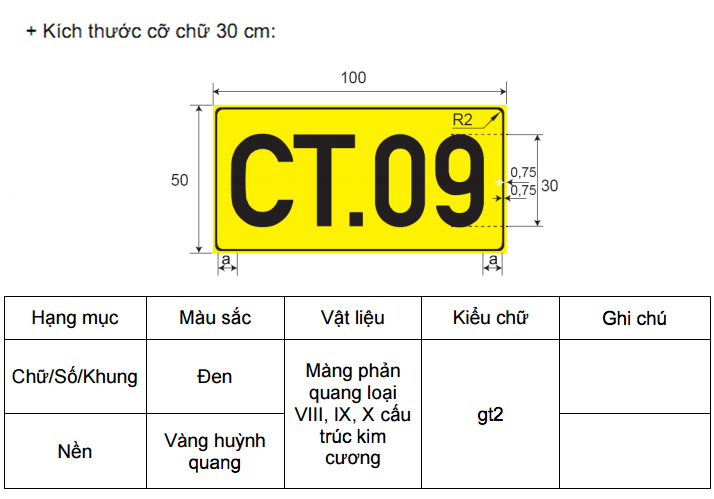 + Kích thước cỡ chữ 30 cm:
100
R2
50
CT.09
0,75
0,75
30
a
a
Hạng mục
Màu sắc
Vật liệu
Kiểu chữ
Ghi chú
Chữ/Số/Khung
Đen
Màng phản
quang loại
VIII, IX, X cấu
trúc kim
cương
gt2
Nền
Vàng huỳnh
quang